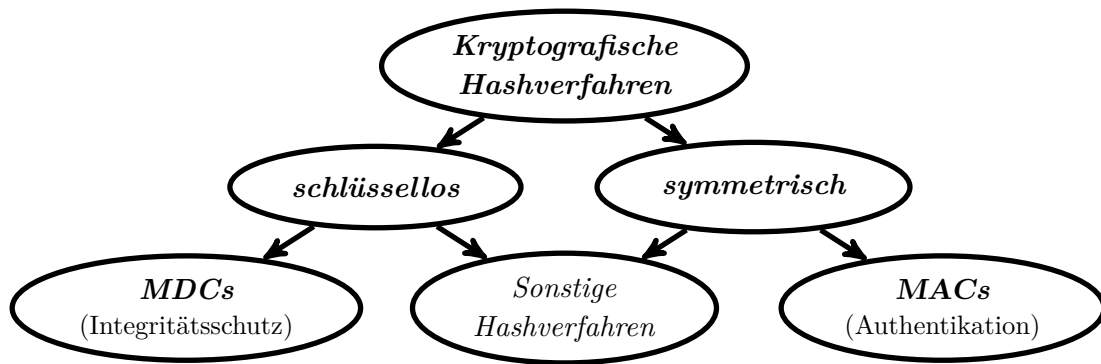 Kryptografische
Hashverfahren
schlüssellos
symmetrisch
MDCs
(Integritätsschutz)
Sonstige
Hashverfahren
MACs
(Authentikation)